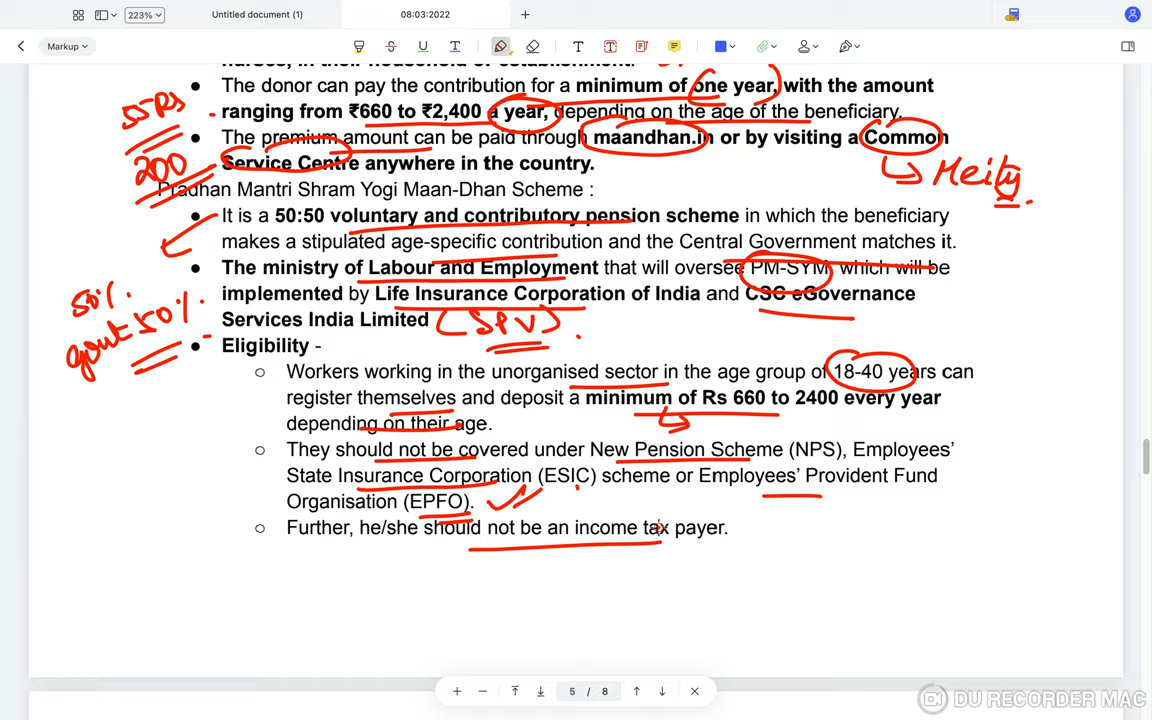 223%
Untitled document (1)
08:03:2022
Markup
nurses, in their household or establishment.
The donor can pay the contribution for a minimum of one year, with the amount
55 Rs
ranging from ₹660 to ₹2,400 a year, depending on the age of the beneficiary.
The premium amount can be paid through maandhan.in or by visiting a Common
200
Service Centre anywhere in the country.
Meity
Pradhan Mantri Shram Yogi Maan-Dhan Scheme :
It is a 50:50 voluntary and contributory pension scheme in which the beneficiary
makes a stipulated age-specific contribution and the Central Government matches it.
The ministry of Labour and Employment that will oversee PM-SYM, which will be
implemented by Life Insurance Corporation of India and CSC eGovernance
50%.
Services India Limited (SPV).
govt 50%.
Eligibility -
Workers working in the unorganised sector in the age group of 18-40 years can
register themselves and deposit a minimum of Rs 660 to 2400 every year
depending on their age.
They should not be covered under New Pension Scheme (NPS), Employees'
State Insurance Corporation (ESIC) scheme or Employees' Provident Fund
Organisation (EPFO).
Further, he/she should not be an income tax payer.
5 / 8
DU RECORDER MAC